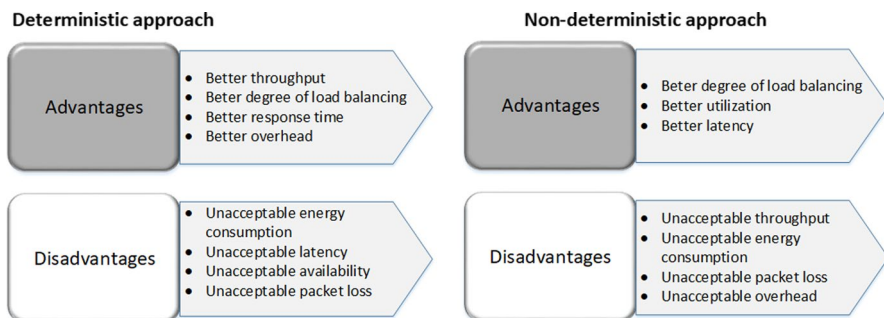 Deterministic approach
Advantages
• Better throughput
• Beter degree of load balancing
• Better response time
• Better overhead
Disadvantages
• Unacceptable energy
consumption
• Unacceptable latency
• Unacceptable availability
• Unacceptable packet loss
Non-deterministic approach
Advantages
• Beter degree of load balancing
• Better utilization
• Better latency
Disadvantages
• Unacceptable throughput
• Unacceptable energy
consumption
• Unacceptable packet loss
• Unacceptable overhead